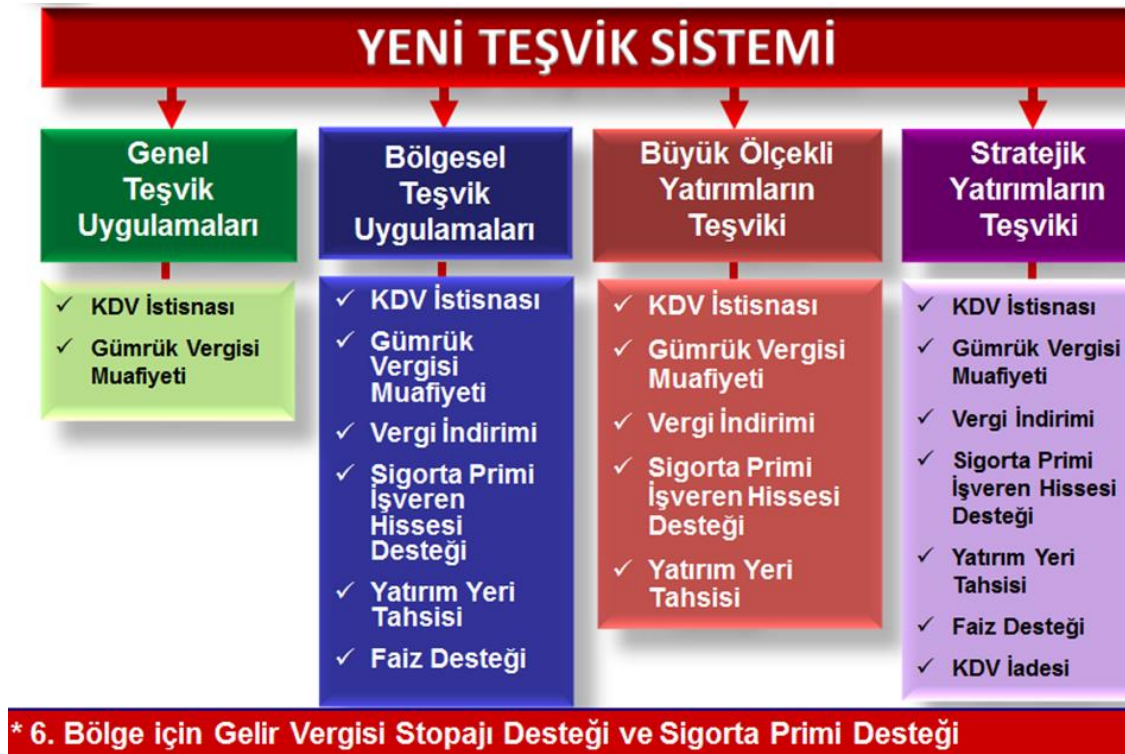 YENİ TEŞVİK SİSTEMİ
Genel
Teşvik
Uygulamaları
✓ KDV İstisnası
✓ Gümrük Vergisi
Muafiyeti
Bölgesel
Teşvik
Uygulamaları
✓ KDV İstisnası
✓ Gümrük
Vergisi
Muafiyeti
✓ Vergi İndirimi
✓ Sigorta Primi
İşveren
Hissesi
Desteği
✓ Yatırım Yeri
Tahsisi
✓ Faiz Desteği
Büyük Ölçekli
Yatırımların
Teşviki
✓ KDV İstisnası
✓ Gümrük Vergisi
Muafiyeti
✓ Vergi İndirimi
✓ Sigorta Primi
İşveren Hissesi
Desteği
✓ Yatırım Yeri
Tahsisi
Stratejik
Yatırımların
Teşviki
✓ KDV İstisnası
✓ Gümrük Vergisi
Muafiyeti
✓ Vergi İndirimi
✓ Sigorta Primi
İşveren Hissesi
Desteği
✓ Yatırım Yeri
Tahsisi
✓ Faiz Desteği
✓ KDV İadesi
* 6. Bölge için Gelir Vergisi Stopajı Desteği ve Sigorta Primi Desteği